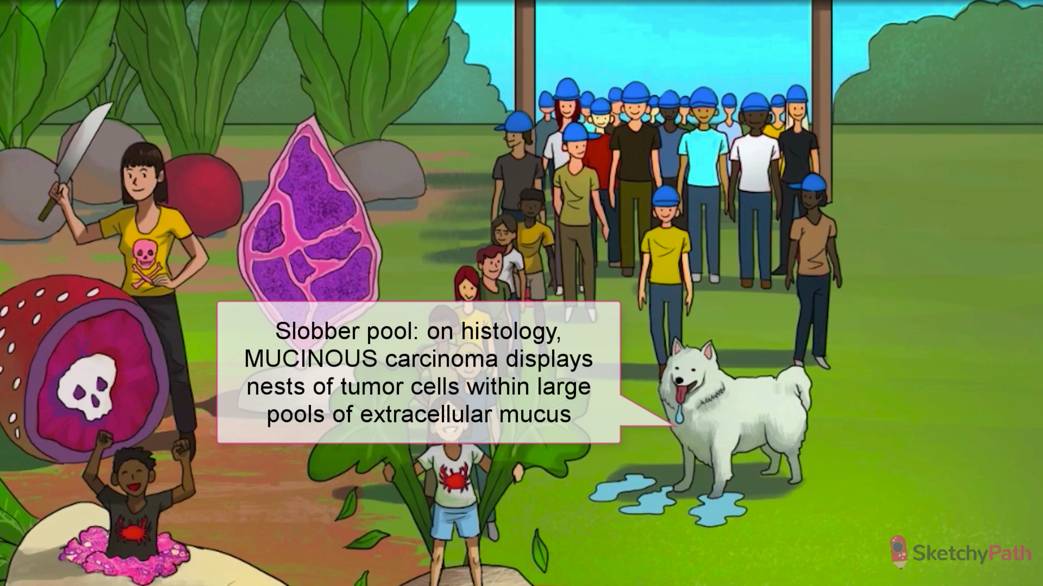 Slobber pool: on histology,
MUCINOUS carcinoma displays
nests of tumor cells within large
pools of extracellular mucus
SketchyPath